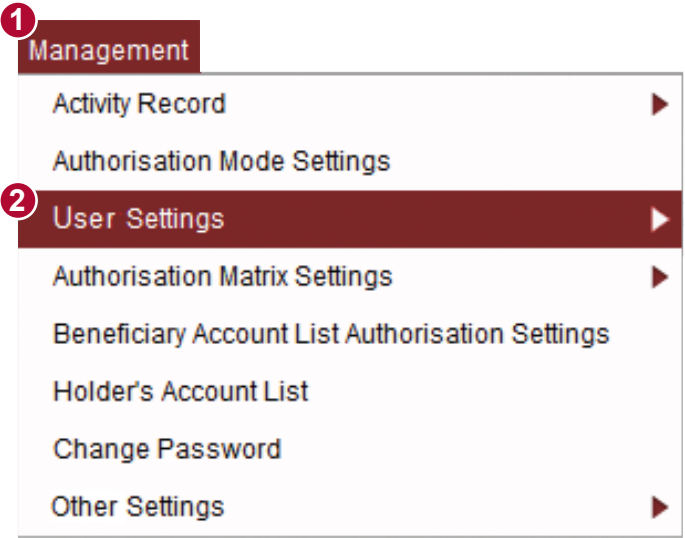 1
Management
Activity Record
Authorisation Mode Settings
2
User Settings
Authorisation Matrix Settings
Beneficiary Account List Authorisation Settings
Holder's Account List
Change Password
Other Settings